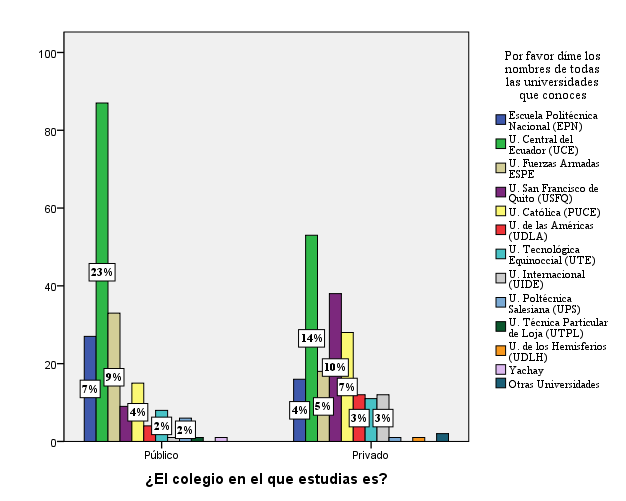 Por favor dime los
nombres de todas
las universidades
que conoces
Escuela Politécnica
Nacional (EPN)
U. Central del
Ecuador (UCE)
U. Fuerzas Armadas
ESPE
U. San Francisco de
Quito (USFQ)
U. Católica (PUCE)
U. de las Américas
(UDLA)
U. Tecnológica
Equinoccial (UTE)
U. Internacional
(UIDE)
U. Poltécnica
Salesiana (UPS)
U. Técnica Particular
de Loja (UTPL)
U. de los Hemisferios
(UDLH)
Yachay
Otras Universidades
100
80
60
40
20
0
23%
7%
9%
4%
2%
2%
14%
4%
5%
10%
7%
3%
3%
Público
Privado
¿El colegio en el que estudias es?